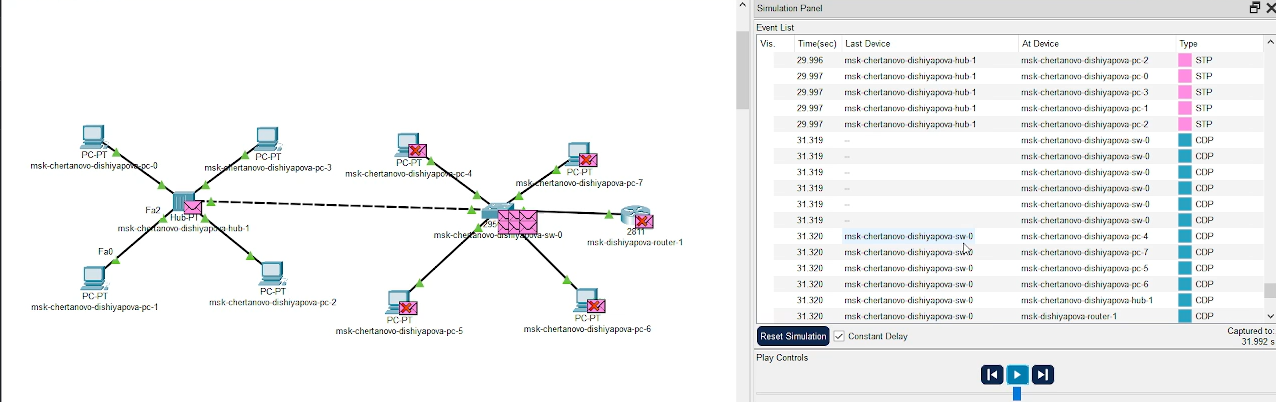 Simulation Panel
Event List
Vis. Time(sec) Last Device At Device Type
29.996 msk-chertanovo-dishiyapova-hub-1 msk-chertanovo-dishiyapova-pc-2 STP
29.997 msk-chertanovo-dishiyapova-hub-1 msk-chertanovo-dishiyapova-pc-0 STP
29.997 msk-chertanovo-dishiyapova-hub-1 msk-chertanovo-dishiyapova-pc-3 STP
29.997 msk-chertanovo-dishiyapova-hub-1 msk-chertanovo-dishiyapova-pc-1 STP
29.997 msk-chertanovo-dishiyapova-hub-1 msk-chertanovo-dishiyapova-pc-2 STP
31.319 -- msk-chertanovo-dishiyapova-sw-0 CDP
31.319 -- msk-chertanovo-dishiyapova-sw-0 CDP
31.319 -- msk-chertanovo-dishiyapova-sw-0 CDP
31.319 -- msk-chertanovo-dishiyapova-sw-0 CDP
31.319 -- msk-chertanovo-dishiyapova-sw-0 CDP
31.319 -- msk-chertanovo-dishiyapova-sw-0 CDP
31.320 msk-chertanovo-dishiyapova-sw-0 msk-chertanovo-dishiyapova-pc-4 CDP
31.320 msk-chertanovo-dishiyapova-sw-0 msk-chertanovo-dishiyapova-pc-7 CDP
31.320 msk-chertanovo-dishiyapova-sw-0 msk-chertanovo-dishiyapova-pc-5 CDP
31.320 msk-chertanovo-dishiyapova-sw-0 msk-chertanovo-dishiyapova-pc-6 CDP
31.320 msk-chertanovo-dishiyapova-sw-0 msk-chertanovo-dishiyapova-hub-1 CDP
31.320 msk-chertanovo-dishiyapova-sw-0 msk-dishiyapova-router-1 CDP
Reset Simulation Constant Delay
Captured to:
31.992 s
Play Controls
PC-PT
msk-chertanovo-dishiyapova-pc-0
PC-PT
msk-chertanovo-dishiyapova-pc-3
PC-PT
msk-chertanovo-dishiyapova-pc-4
PC-PT
msk-chertanovo-dishiyapova-pc-7
Fa2
Hub-PT
msk-chertanovo-dishiyapova-hub-1
msk-chertanovo-dishiyapova-sw-0
2811
msk-dishiyapova-router-1
Fa0
PC-PT
msk-chertanovo-dishiyapova-pc-1
PC-PT
msk-chertanovo-dishiyapova-pc-2
PC-PT
msk-chertanovo-dishiyapova-pc-5
PC-PT
msk-chertanovo-dishiyapova-pc-6